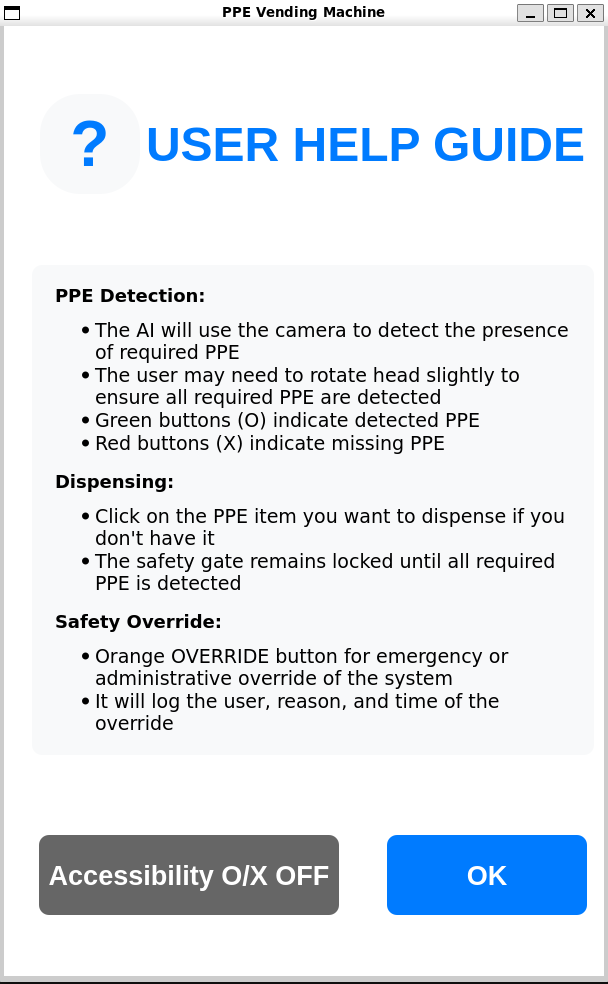 PPE Vending Machine
? USER HELP GUIDE
PPE Detection:
• The AI will use the camera to detect the presence
of required PPE
• The user may need to rotate head slightly to
ensure all required PPE are detected
• Green buttons (O) indicate detected PPE
• Red buttons (X) indicate missing PPE
Dispensing:
• Click on the PPE item you want to dispense if you
don't have it
• The safety gate remains locked until all required
PPE is detected
Safety Override:
• Orange OVERRIDE button for emergency or
administrative override of the system
• It will log the user, reason, and time of the
override
Accessibility O/X OFF
OK